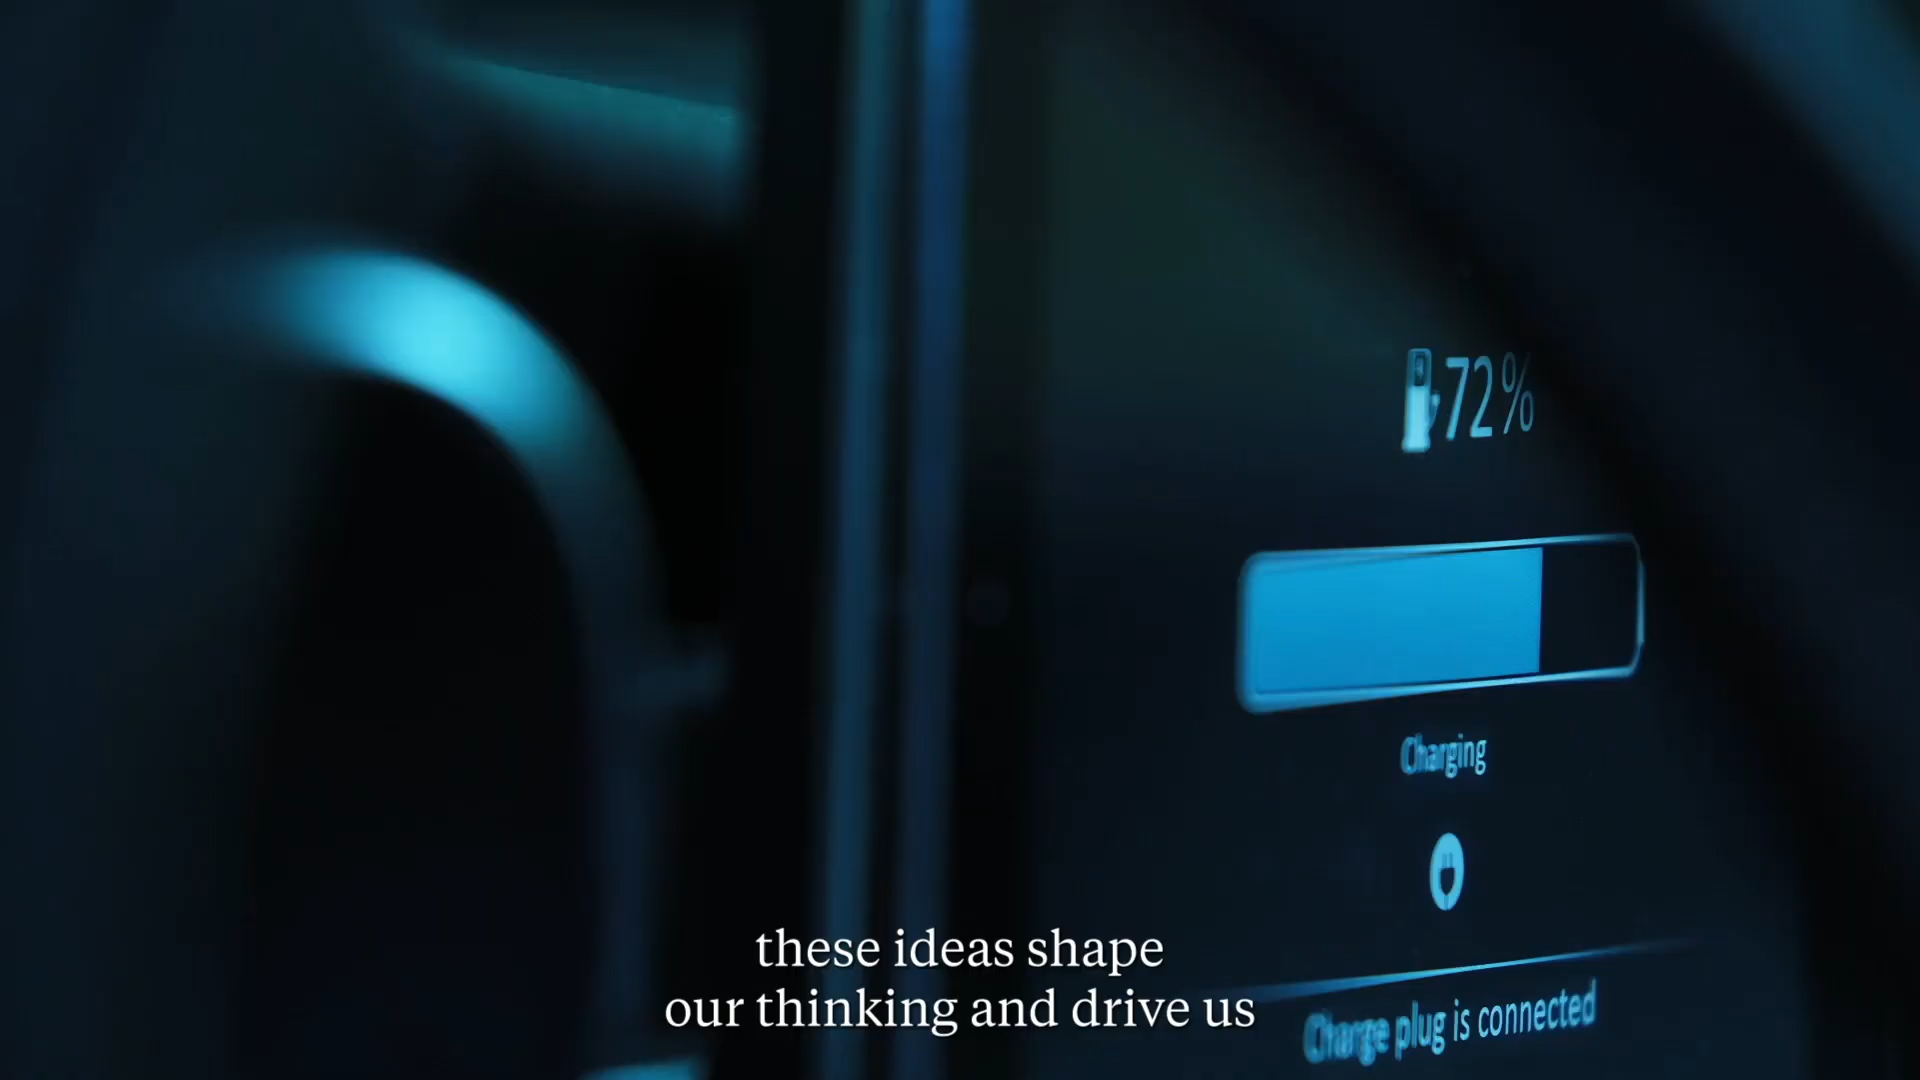 72%
Charging
Charge plug is connected
these ideas shape
our thinking and drive us